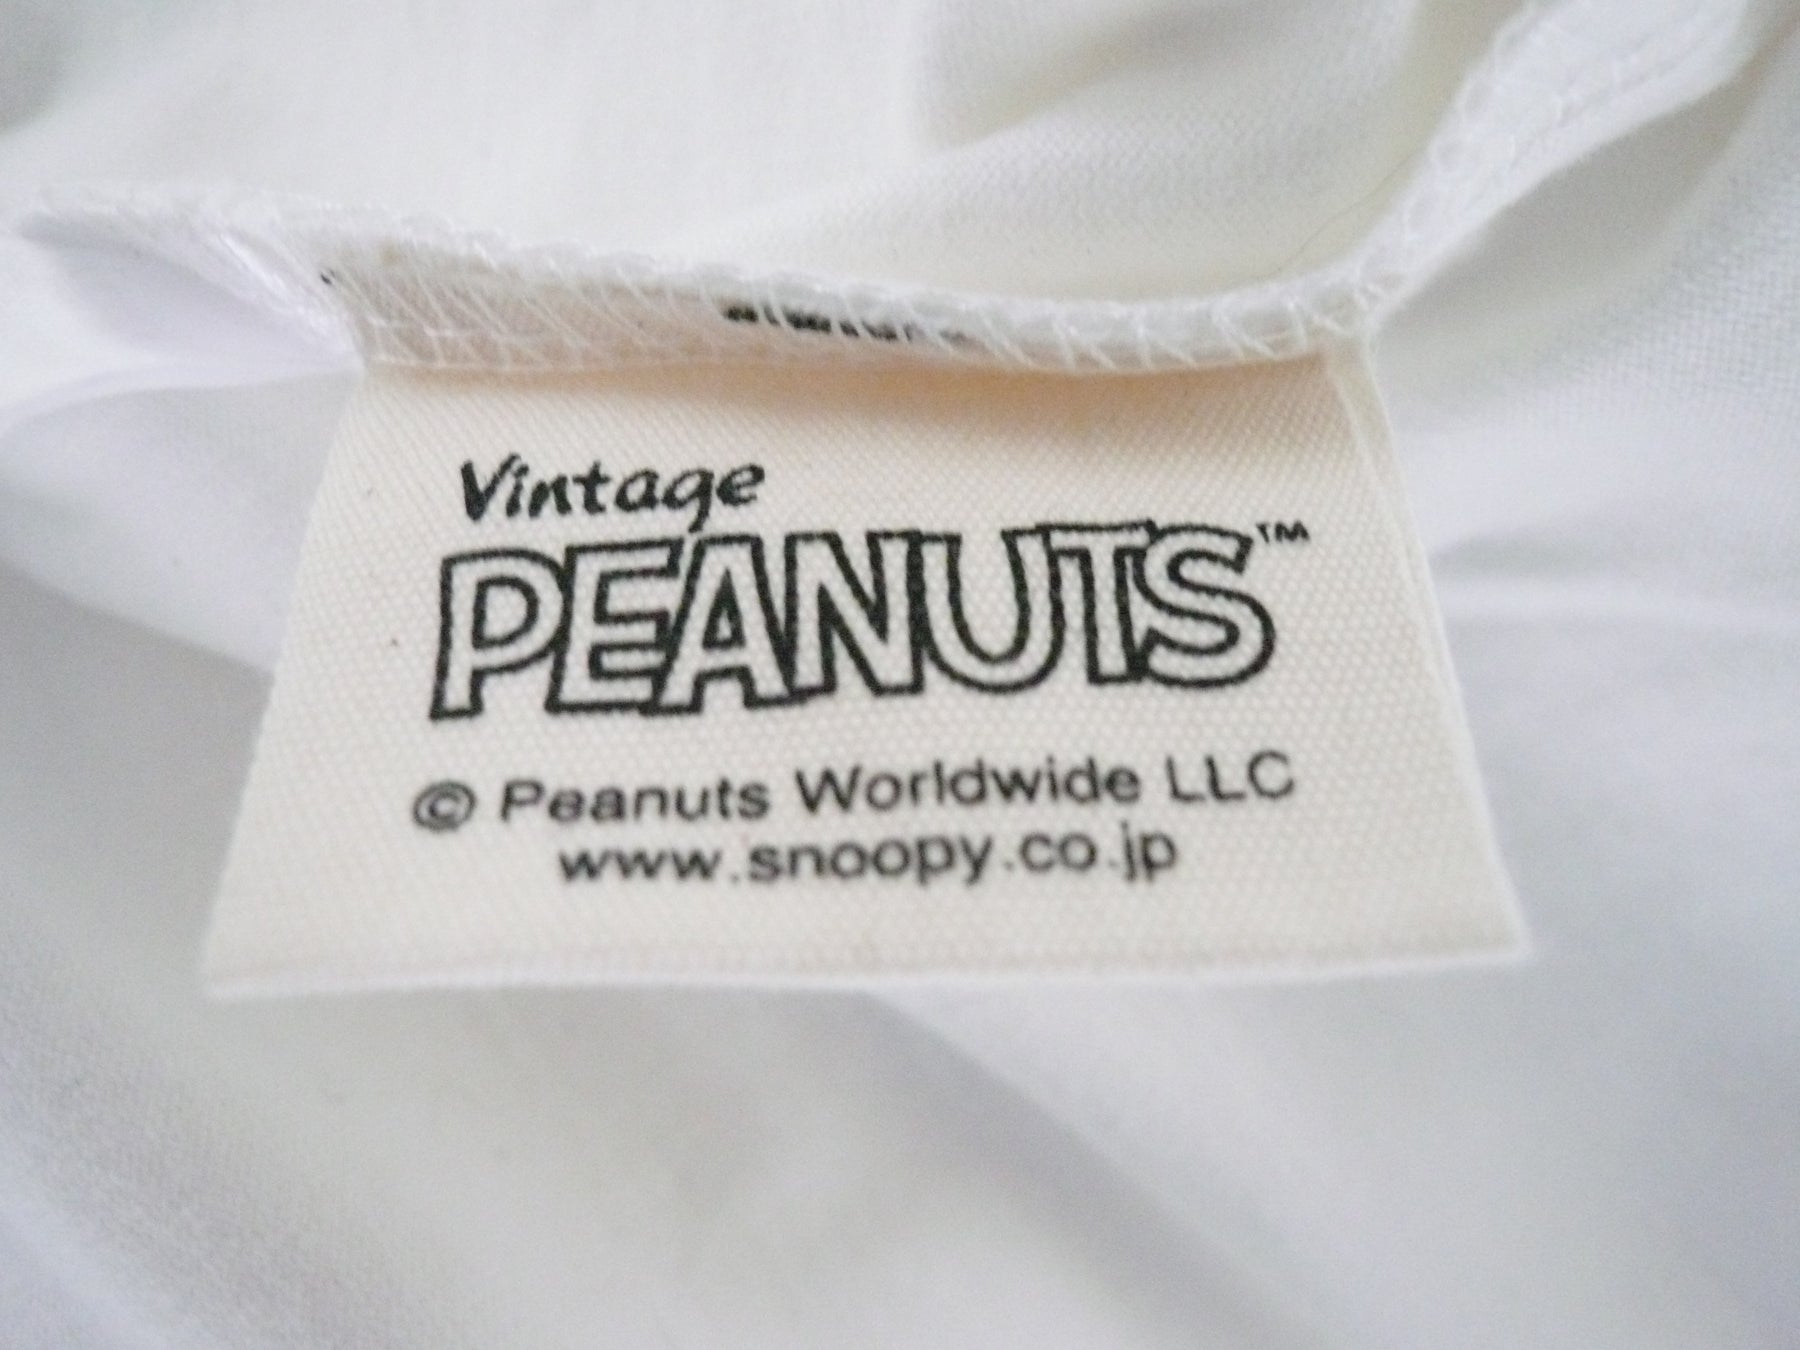 Vintage
PEANUTS™
© Peanuts Worldwide LLC
www.snoopy.co.jp